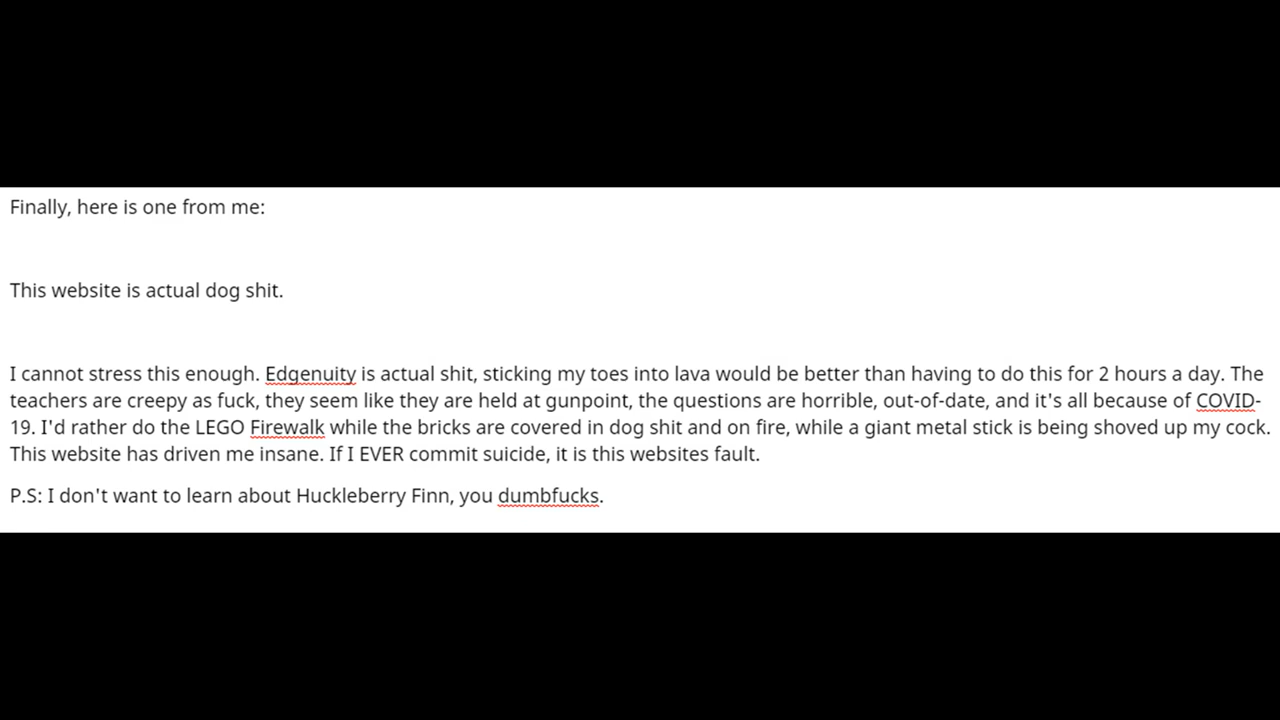 Finally, here is one from me:
This website is actual dog shit.
I cannot stress this enough. Edgenuity is actual shit, sticking my toes into lava would be better than having to do this for 2 hours a day. The
teachers are creepy as fuck, they seem like they are held at gunpoint, the questions are horrible, out-of-date, and it's all because of COVID-
19. I'd rather do the LEGO Firewalk while the bricks are covered in dog shit and on fire, while a giant metal stick is being shoved up my cock.
This website has driven me insane. If I EVER commit suicide, it is this websites fault.
P.S: I don't want to learn about Huckleberry Finn, you dumbfucks.